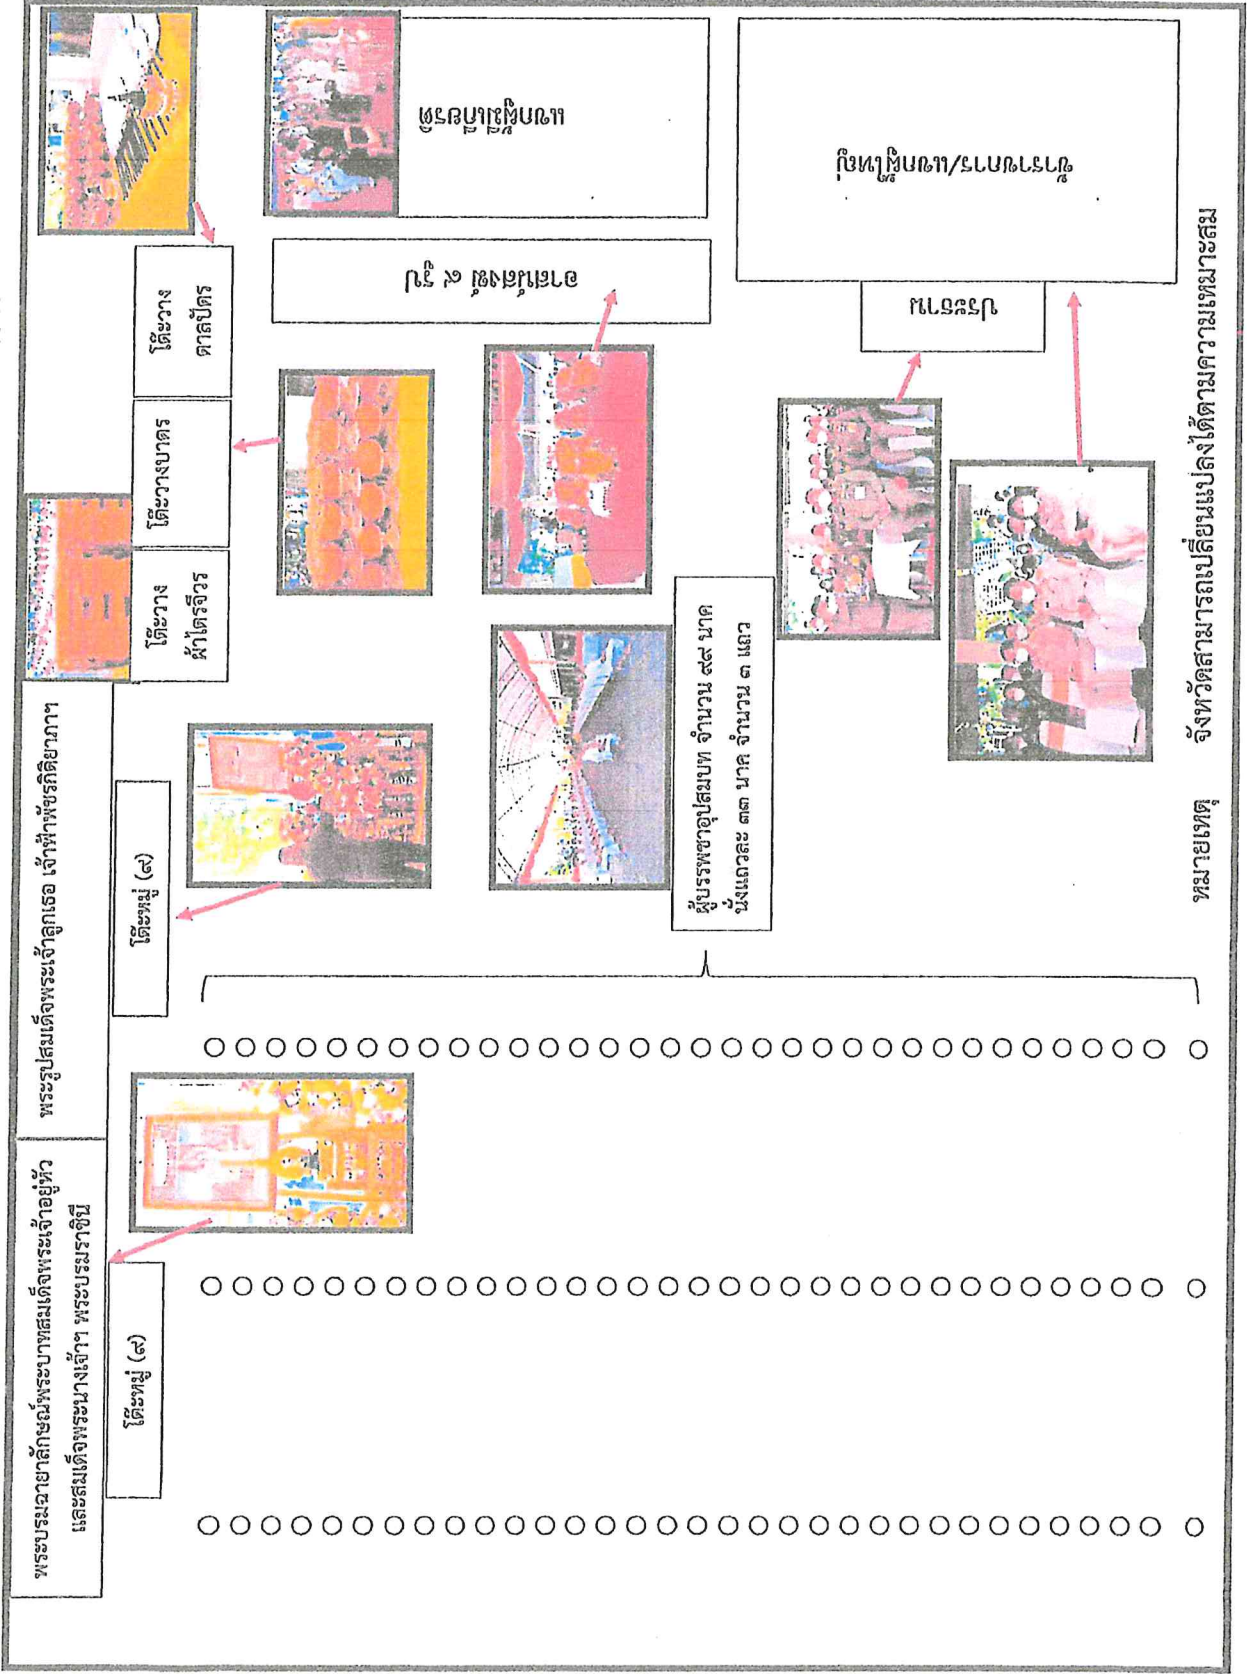 พระบรมฉายาลักษณ์พระบาทสมเด็จพระเจ้าอยู่หัว
และสมเด็จพระนางเจ้าฯ พระบรมราชินี
พระรูปสมเด็จพระเจ้าลูกเธอ เจ้าฟ้าพัชรกิติยาภาฯ
โต๊ะหมู่ (๙)
โต๊ะหมู่ (๙)
โต๊ะวาง
ผ้าไตรจีวร
โต๊ะวางบาตร
โต๊ะวาง
ตาลปัตร
แขกผู้มีเกียรติ
อาสน์สงฆ์ ๙ รูป
ผู้บรรพชาอุปสมบท จำนวน ๙๙ นาค
นั่งแถวละ ๓๓ นาค จำนวน ๓ แถว
ประธาน
ข้าราชการ/แขกผู้ใหญ่
หมายเหตุ จังหวัดสามารถเปลี่ยนแปลงได้ตามความเหมาะสม